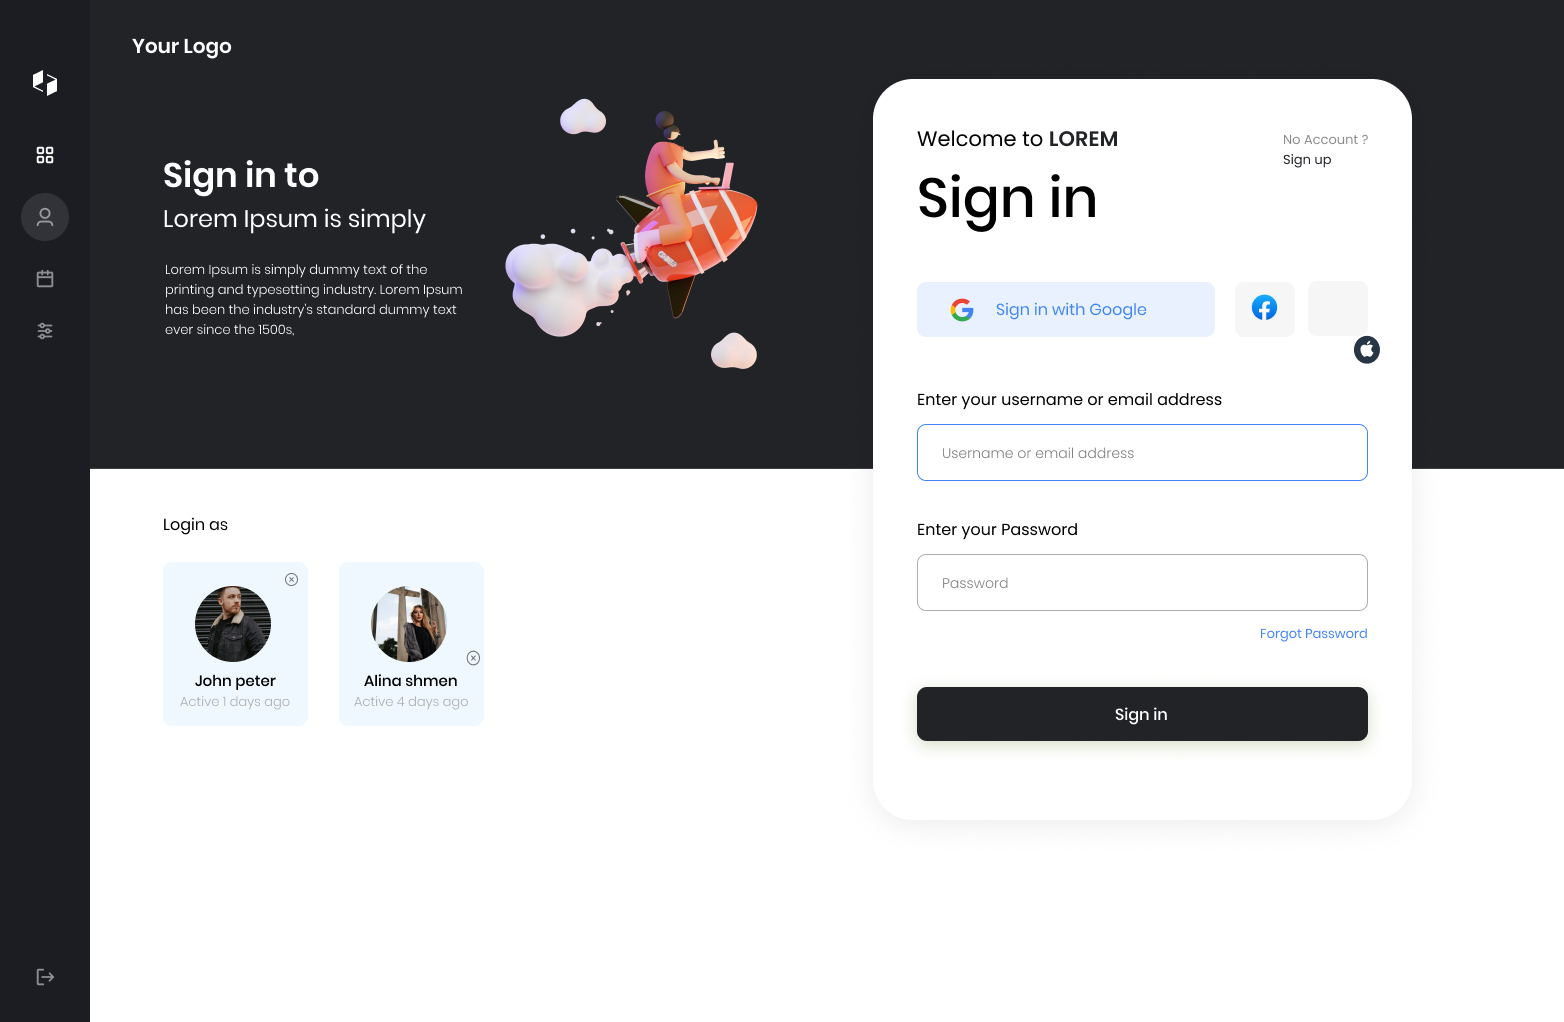 Your Logo
Sign in to
Lorem Ipsum is simply
Lorem Ipsum is simply dummy text of the
printing and typesetting industry. Lorem Ipsum
has been the industry's standard dummy text
ever since the 1500s,
Welcome to LOREM
No Account ?
Sign up
Sign in
Sign in with Google
Enter your username or email address
Username or email address
Enter your Password
Password
Forgot Password
Sign in
Login as
John peter
Active 1 days ago
Alina shmen
Active 4 days ago